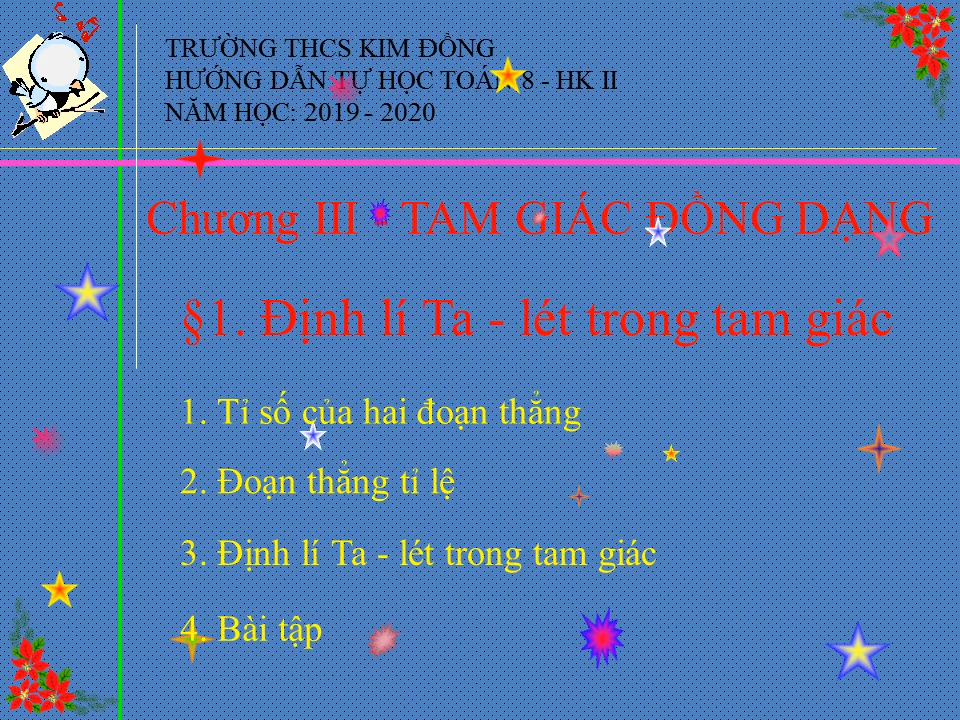 TRƯỜNG THCS KIM ĐỒNG
HƯỚNG DẪN TỰ HỌC TOÁN 8 - HK II
NĂM HỌC: 2019 - 2020
Chương III TAM GIÁC ĐỒNG DẠNG
§1. Định lí Ta - lét trong tam giác
1. Tỉ số của hai đoạn thẳng
2. Đoạn thẳng tỉ lệ
3. Định lí Ta - lét trong tam giác
4. Bài tập